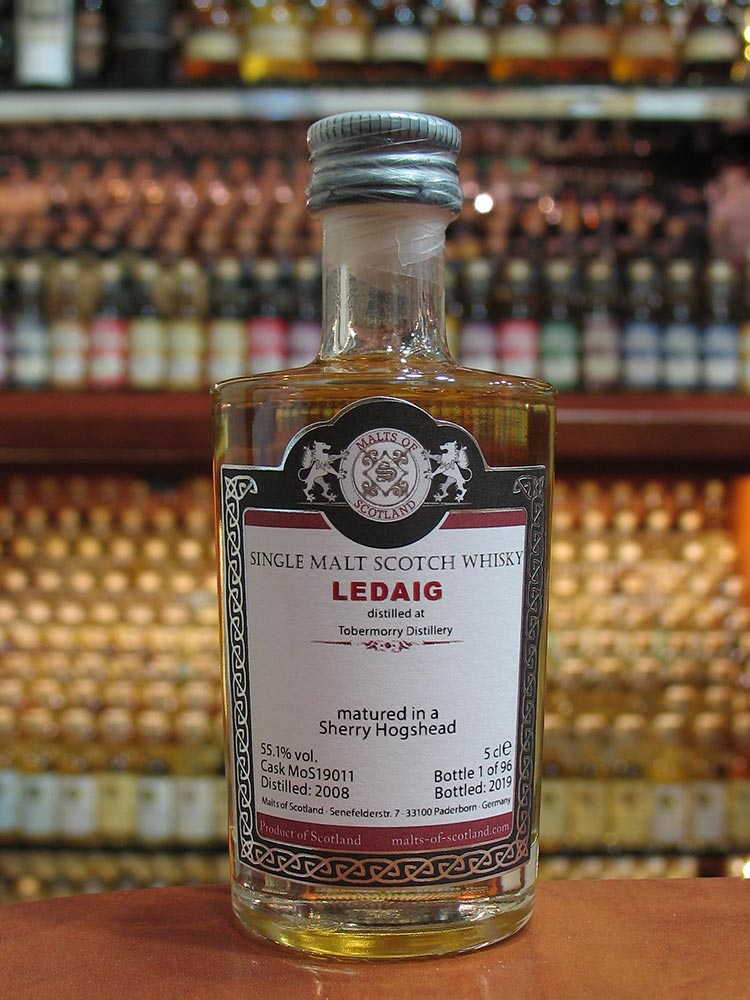 MALTS OF
SCOTLAND
SINGLE MALT SCOTCH WHISKY
LEDAIG
distilled at
Tobermorry Distillery
matured in a
Sherry Hogshead
55.1% vol. 5 cl e
Cask MoS19011 Bottle 1 of 96
Distilled: 2008 Bottled: 2019
Malts of Scotland · Senefelderstr. 7 · 33100 Paderborn · Germany
Product of Scotland malts-of-scotland.com